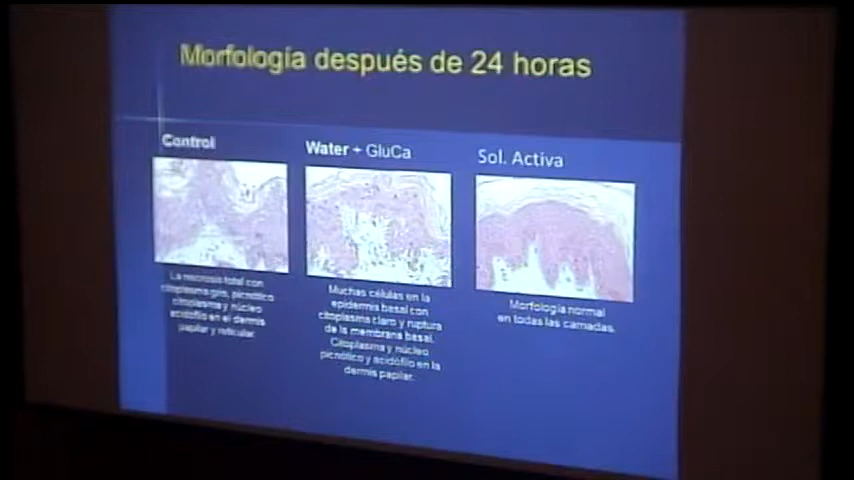 Morfología después de 24 horas
Control
Water + GluCa
Sol. Activa
La necrosis total con
citoplasma gris, picnótico
citoplasma y núcleo
acidófilo en el dermis
papilar y reticular.
Muchas células en la
epidermis basal con
citoplasma claro y ruptura
de la membrana basal.
Citoplasma y núcleo
picnótico y acidófilo en la
dermis papilar.
Morfología normal
en todas las camadas.